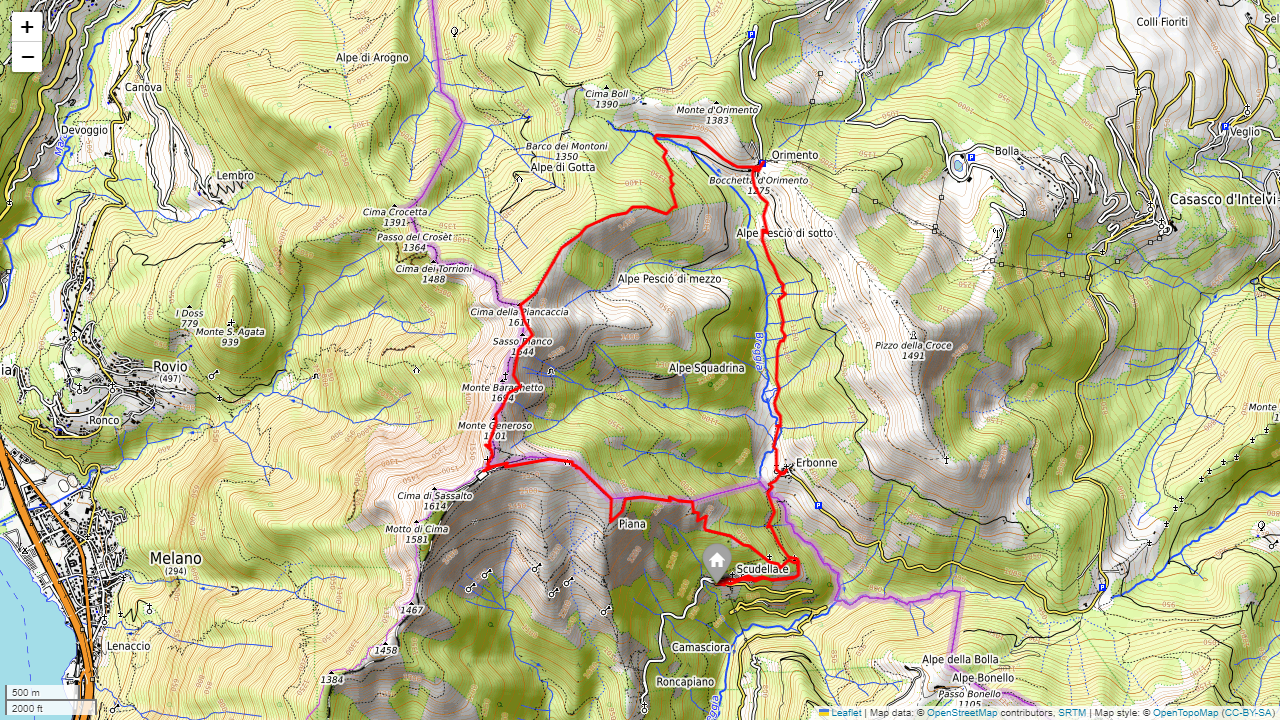 +
−
Colli Fioriti
Alpe di Arogno
Canova
Cima Boll
1390
Monte d'Orimento
1383
Devoggio
Veglio
Barco dei Montoni
1350
Alpe di Gotta
Orimento
Bolla
Lembro
Bocchetta d'Orimento
1275
Casasco d'Intelvi
Cima Crocetta
1391
Passo del Crosèt
1364
Alpe Pesciò di sotto
Cima dei Torrioni
1488
Alpe Pesciò di mezzo
I Doss
779
Monte S. Agata
939
Cima della Piancaccia
1611
Sasso Bianco
1644
Breggia
Pizzo della Croce
1491
Rovio
(497)
Alpe Squadrina
Monte Baraghetto
1694
Ronco
Monte Generoso
1701
Erbonne
Cima di Sassalto
1614
Motto di Cima
1581
Piana
Melano
(294)
Scudellate
1467
Lenaccio
Camasciora
1458
Alpe della Bolla
1384
Roncapiano
Alpe Bonello
Passo Bonello
1105
500 m
2000 ft
Leaflet | Map data: © OpenStreetMap contributors, SRTM | Map style: © OpenTopoMap (CC-BY-SA)